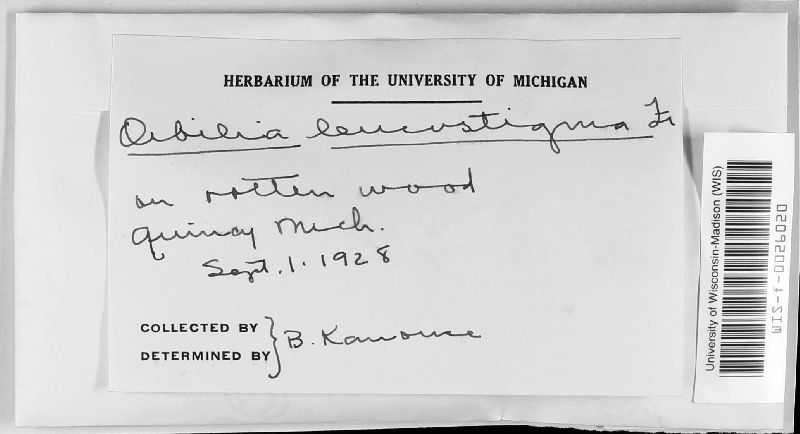 HERBARIUM OF THE UNIVERSITY OF MICHIGAN
Orbilia leucostigma Fr
on rotten wood
Quincy Mich.
Sept. 1. 1928
COLLECTED BY
DETERMINED BY } B. Kanouse
University of Wisconsin-Madison (WIS)
WIS-f-0026020